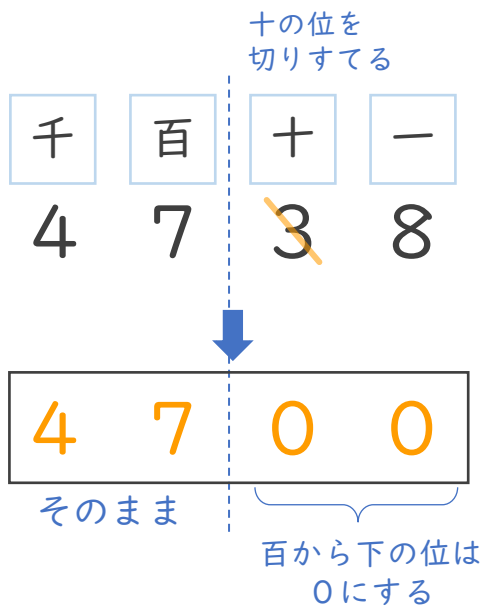 十の位を
切りすてる
千 百 十 一
4 7 3 8
4 7 0 0
そのまま
百から下の位は
0にする